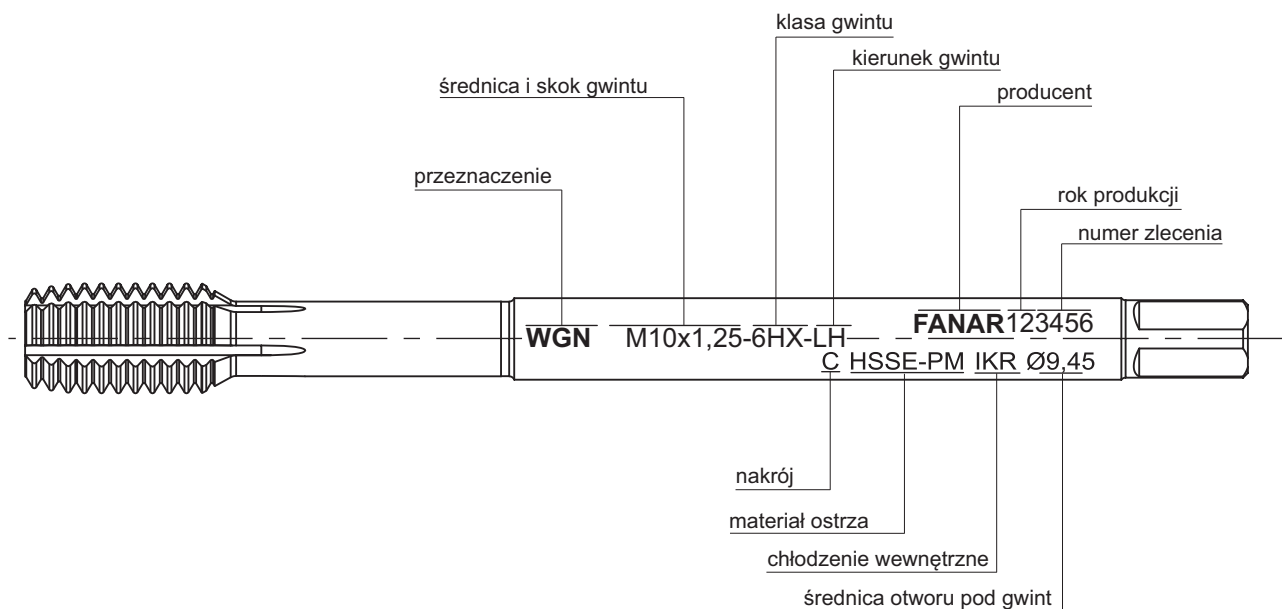 klasa gwintu
kierunek gwintu
średnica i skok gwintu
producent
przeznaczenie
rok produkcji
numer zlecenia
WGN M10x1,25-6HX-LH FANAR123456
C HSSE-PM IKR Ø9,45
nakrój
materiał ostrza
chłodzenie wewnętrzne
średnica otworu pod gwint